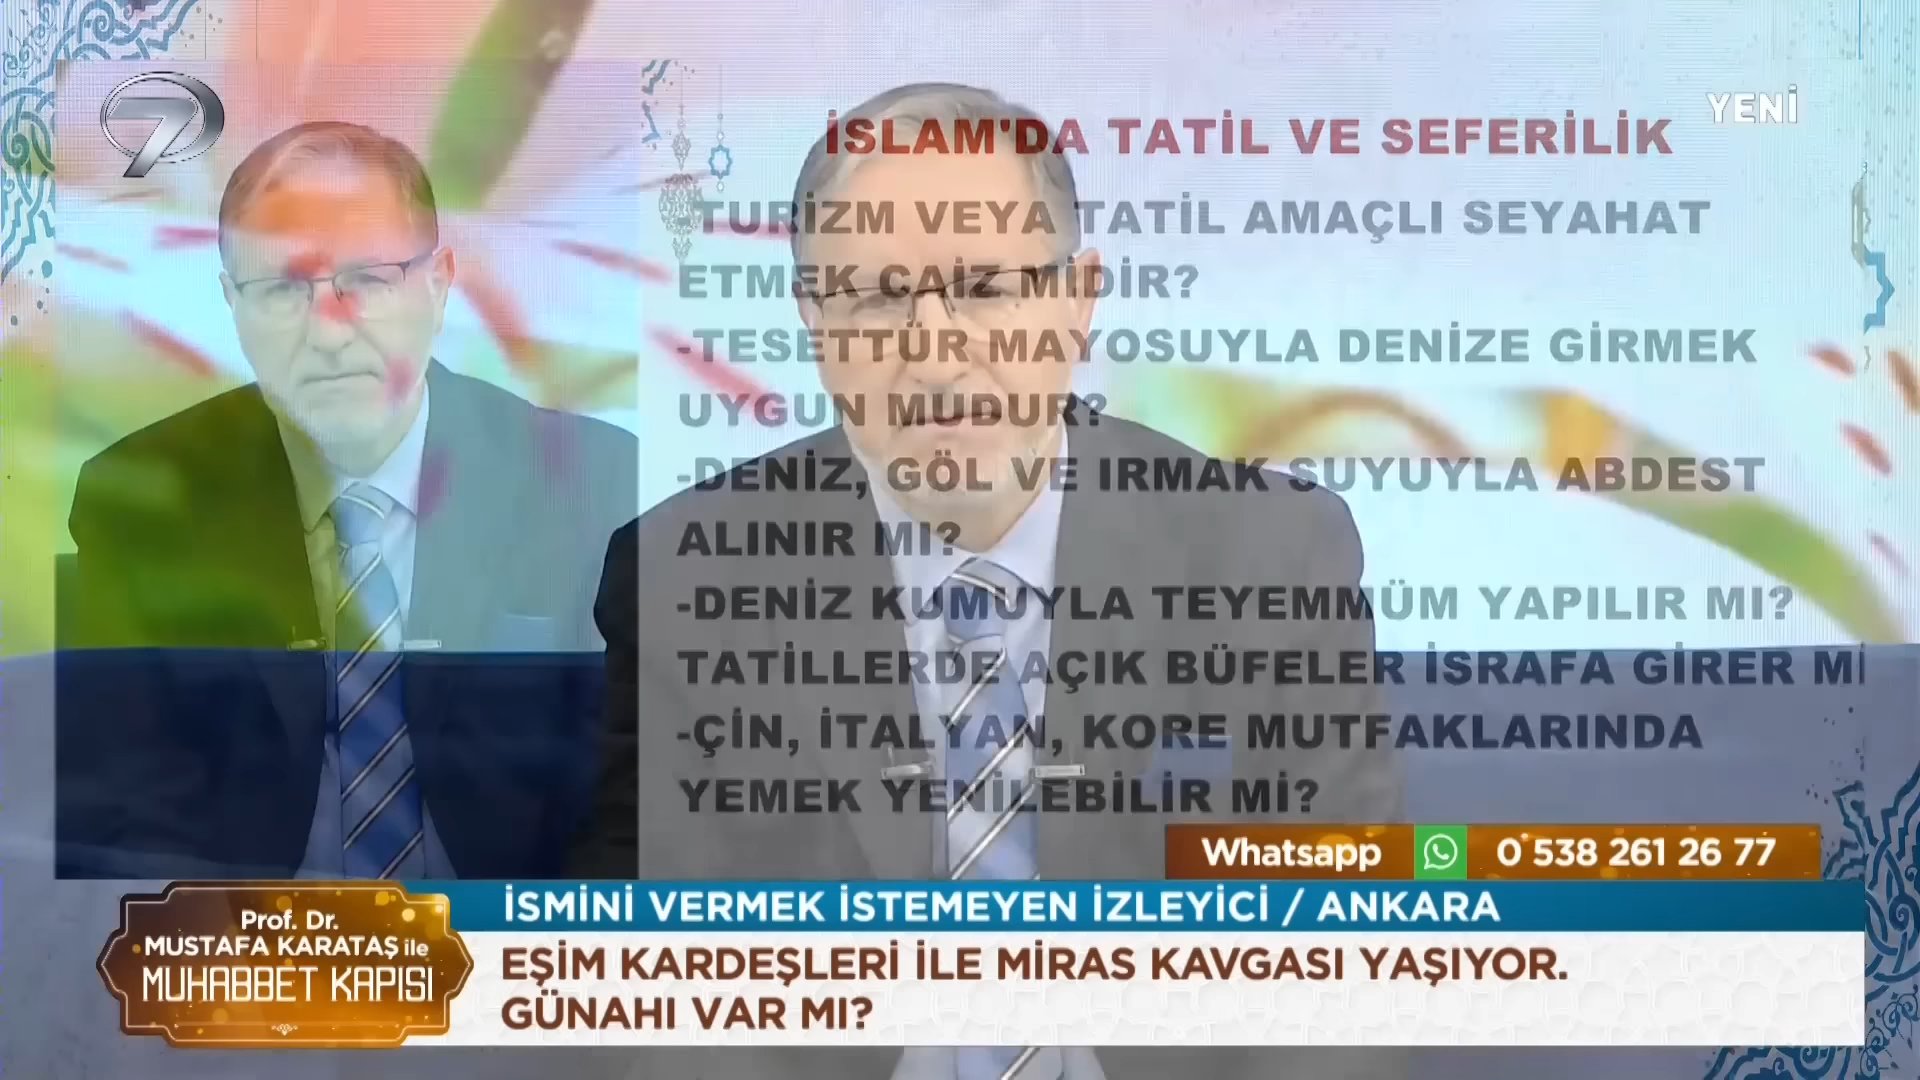 7
YENİ
İSLAM'DA TATİL VE SEFERİLİK
-TURİZM VEYA TATİL AMAÇLI SEYAHAT
ETMEK CAİZ MİDİR?
-TESETTÜR MAYOSUYLA DENİZE GİRMEK
UYGUN MUDUR?
-DENİZ, GÖL VE IRMAK SUYUYLA ABDEST
ALINIR MI?
-DENİZ KUMUYLA TEYEMMÜM YAPILIR MI?
TATİLLERDE AÇIK BÜFELER İSRAFA GİRER Mİ
-ÇİN, İTALYAN, KORE MUTFAKLARINDA
YEMEK YENİLEBİLİR Mİ?
Whatsapp 0 538 261 26 77
Prof. Dr.
MUSTAFA KARATAŞ ile
MUHABBET KAPISI
İSMİNİ VERMEK İSTEMEYEN İZLEYİCİ / ANKARA
EŞİM KARDEŞLERİ İLE MİRAS KAVGASI YAŞIYOR.
GÜNAHI VAR MI?